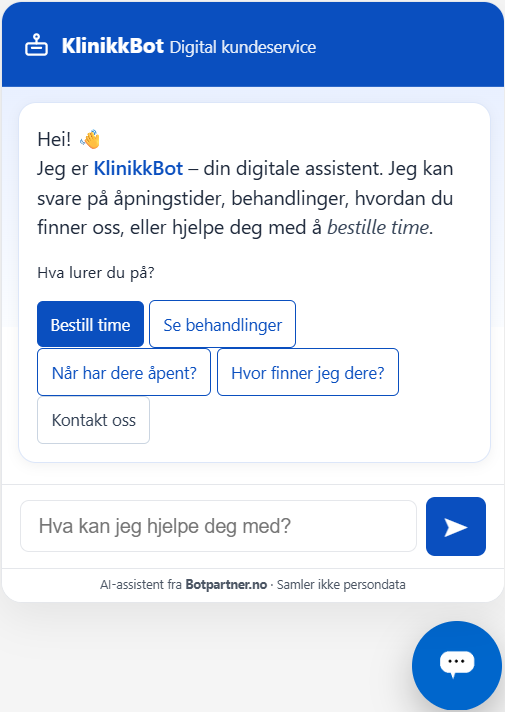 KlinikkBot Digital kundeservice
Hei! 👋
Jeg er KlinikkBot – din digitale assistent. Jeg kan
svare på åpningstider, behandlinger, hvordan du
finner oss, eller hjelpe deg med å bestille time.
Hva lurer du på?
Bestill time Se behandlinger
Når har dere åpent? Hvor finner jeg dere?
Kontakt oss
Hva kan jeg hjelpe deg med?
AI-assistent fra Botpartner.no · Samler ikke persondata